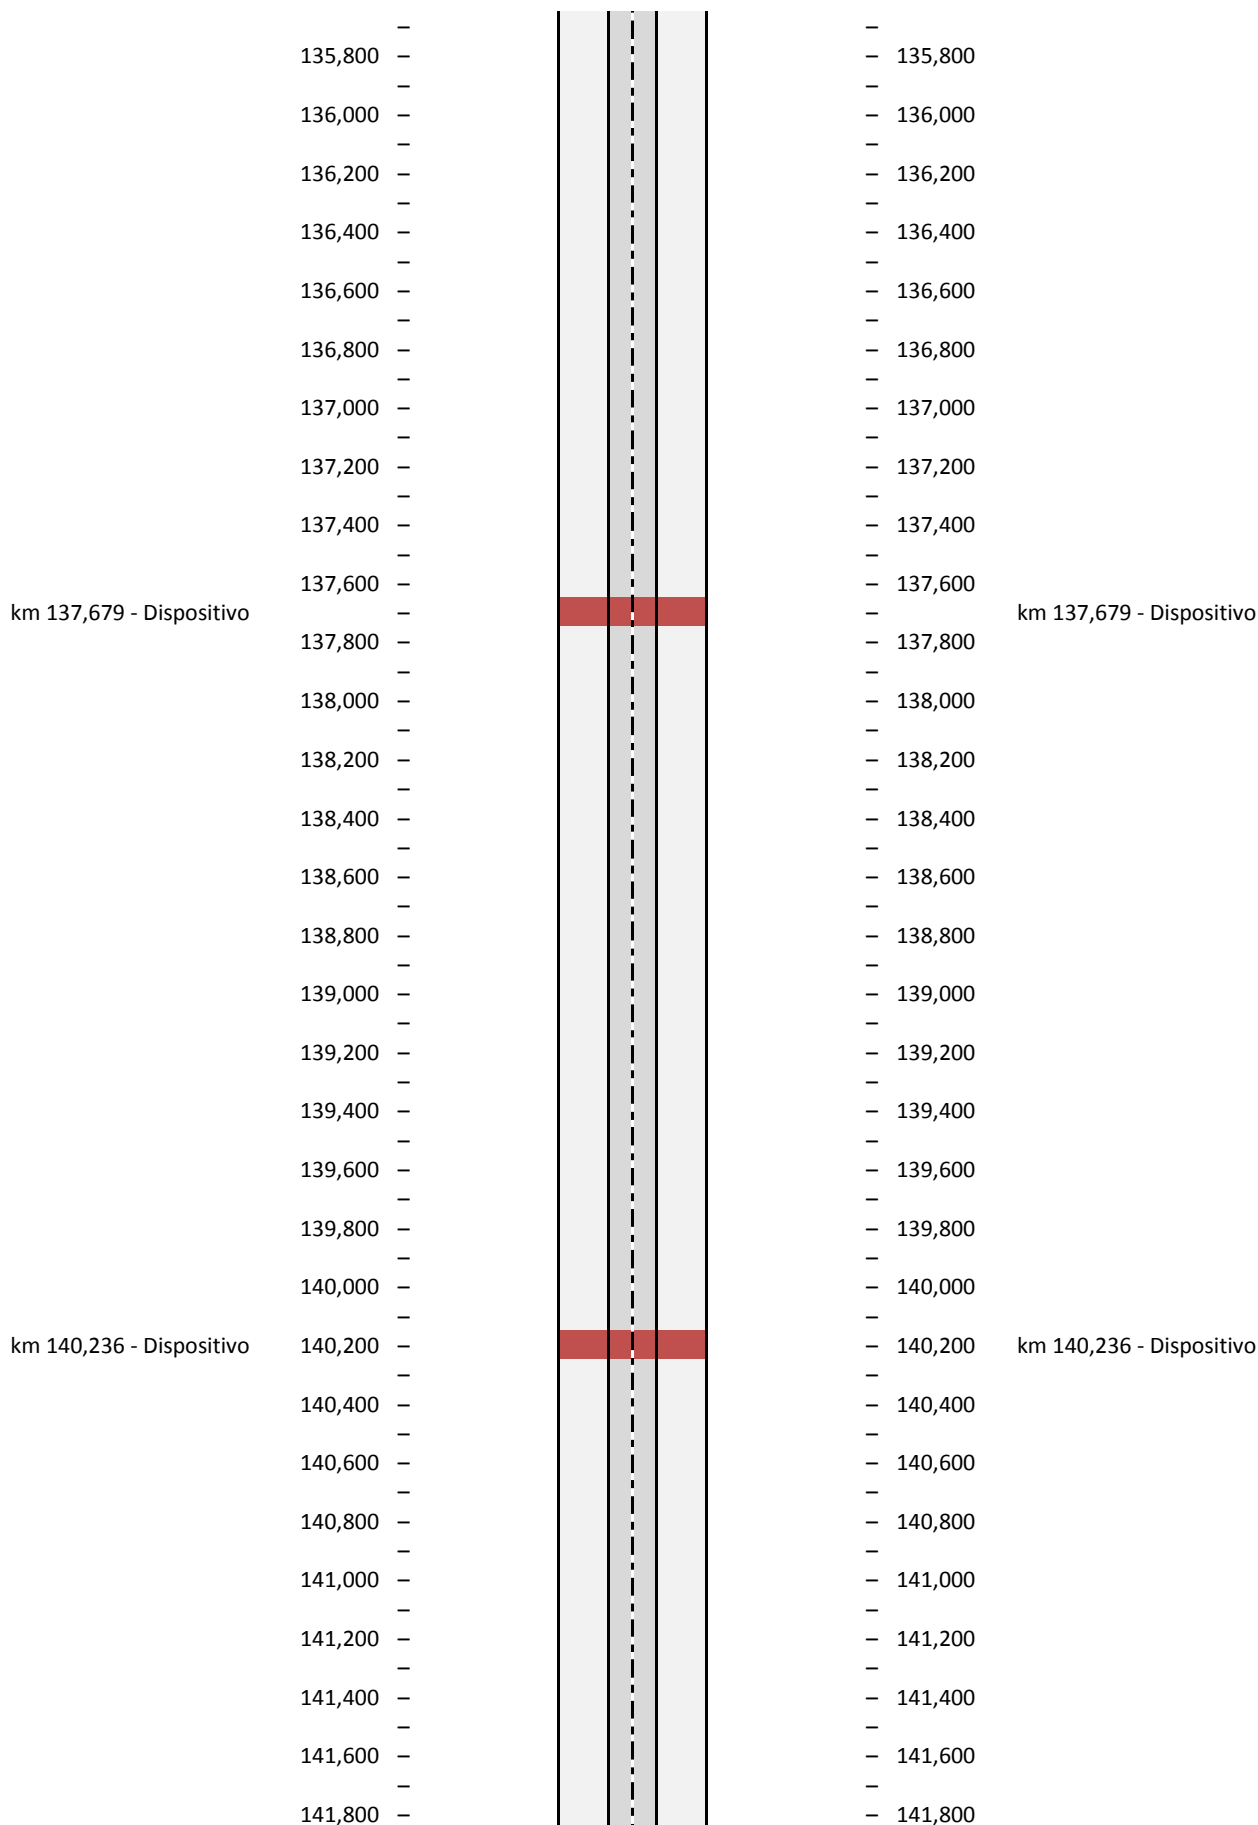 135,800 – – 135,800
136,000 – – 136,000
136,200 – – 136,200
136,400 – – 136,400
136,600 – – 136,600
136,800 – – 136,800
137,000 – – 137,000
137,200 – – 137,200
137,400 – – 137,400
137,600 – – 137,600
km 137,679 - Dispositivo – – km 137,679 - Dispositivo
137,800 – – 137,800
138,000 – – 138,000
138,200 – – 138,200
138,400 – – 138,400
138,600 – – 138,600
138,800 – – 138,800
139,000 – – 139,000
139,200 – – 139,200
139,400 – – 139,400
139,600 – – 139,600
139,800 – – 139,800
140,000 – – 140,000
km 140,236 - Dispositivo 140,200 – – 140,200 km 140,236 - Dispositivo
140,400 – – 140,400
140,600 – – 140,600
140,800 – – 140,800
141,000 – – 141,000
141,200 – – 141,200
141,400 – – 141,400
141,600 – – 141,600
141,800 – – 141,800